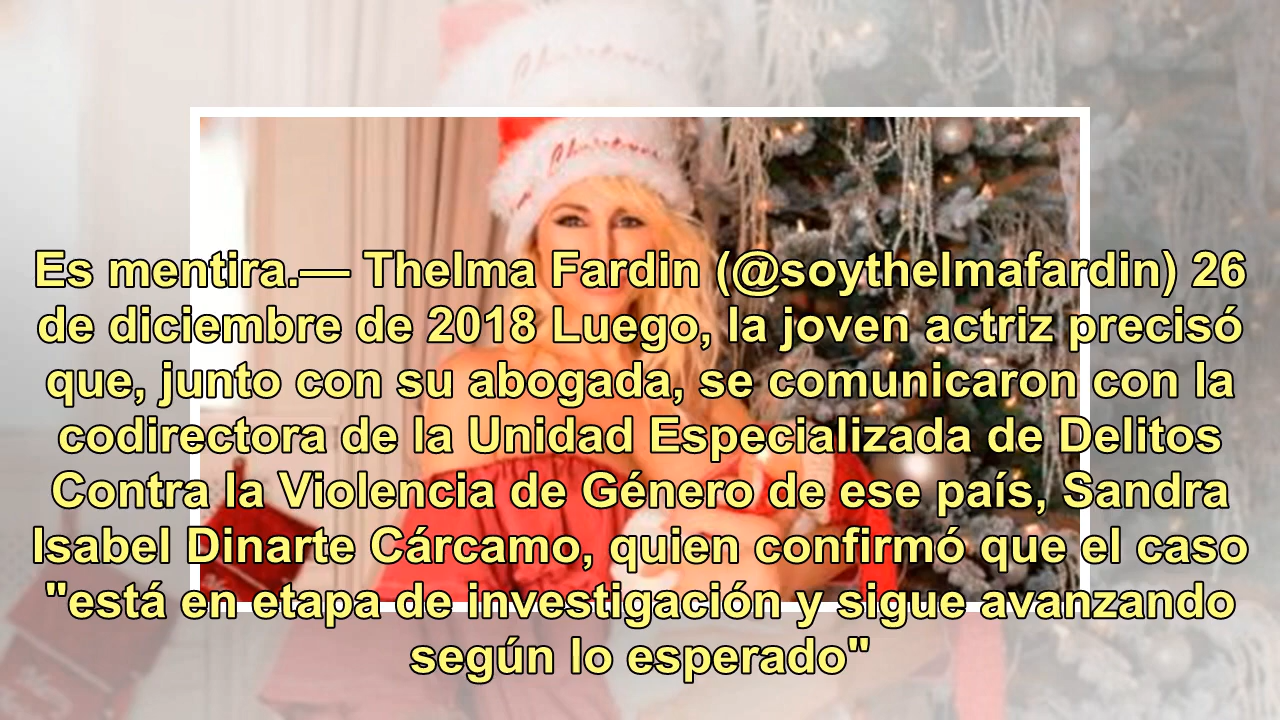 Christmas
Es mentira.— Thelma Fardin (@soythelmafardin) 26
de diciembre de 2018 Luego, la joven actriz precisó
que, junto con su abogada, se comunicaron con la
codirectora de la Unidad Especializada de Delitos
Contra la Violencia de Género de ese país, Sandra
Isabel Dinarte Cárcamo, quien confirmó que el caso
"está en etapa de investigación y sigue avanzando
según lo esperado"